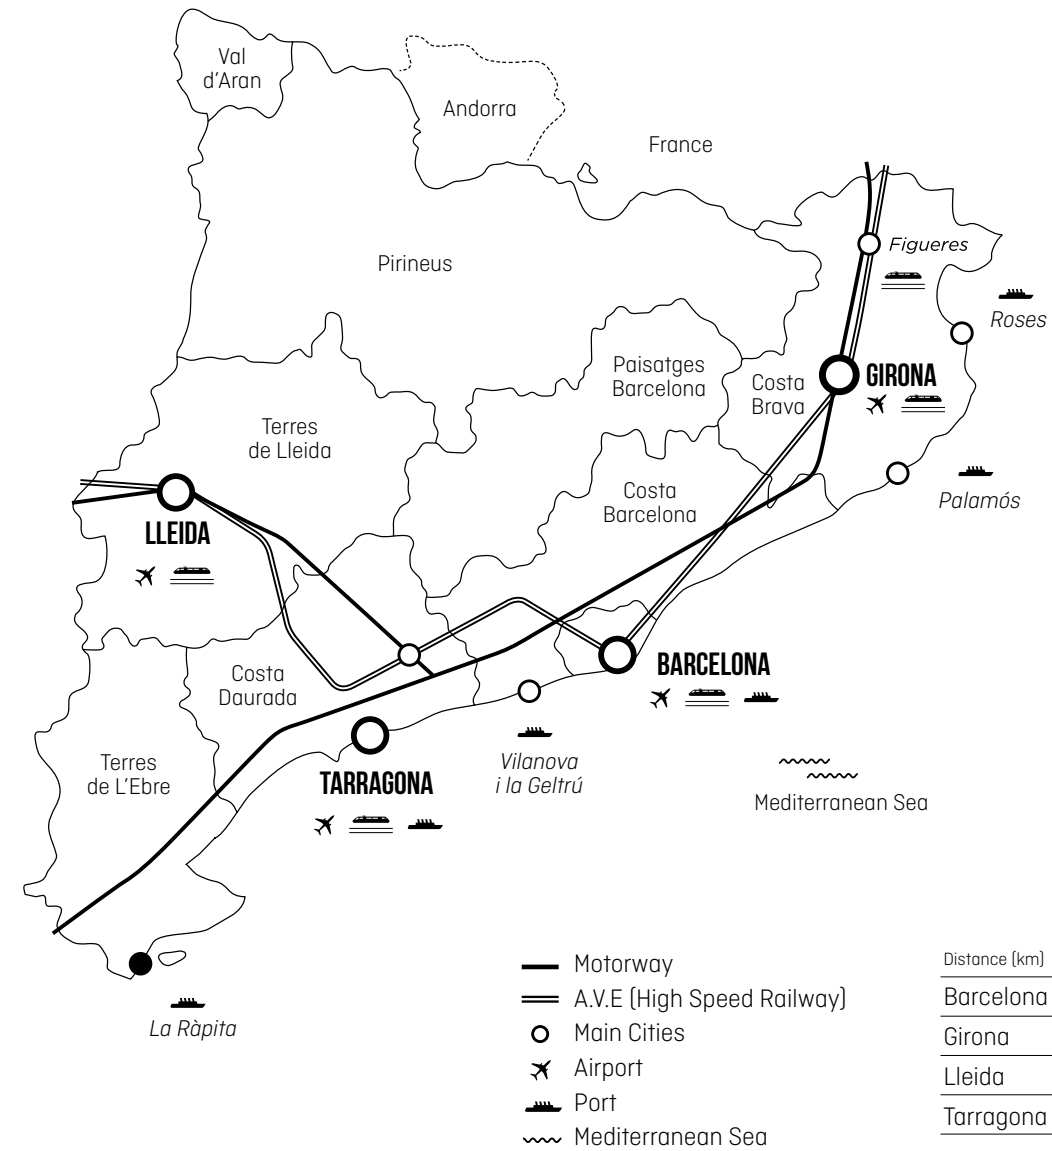 Val
d'Aran
Andorra
France
Pirineus
Figueres
Roses
Paisatges
Barcelona
Costa
Brava
GIRONA
Terres
de Lleida
Costa
Barcelona
Palamós
LLEIDA
Costa
Daurada
BARCELONA
Terres
de L'Ebre
TARRAGONA
Vilanova
i la Geltrú
Mediterranean Sea
La Ràpita
Motorway
A.V.E (High Speed Railway)
Main Cities
Airport
Port
Mediterranean Sea
Distance (km)
Barcelona
Girona
Lleida
Tarragona